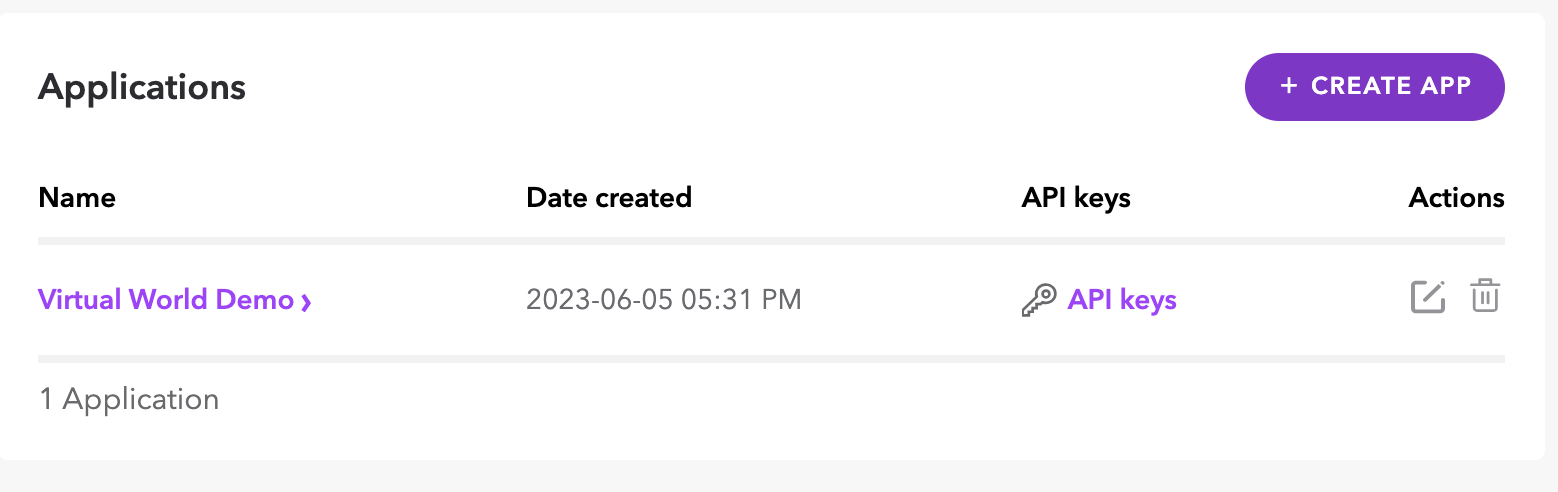 Applications
+ CREATE APP
Name Date created API keys Actions
Virtual World Demo › 2023-06-05 05:31 PM API keys
1 Application